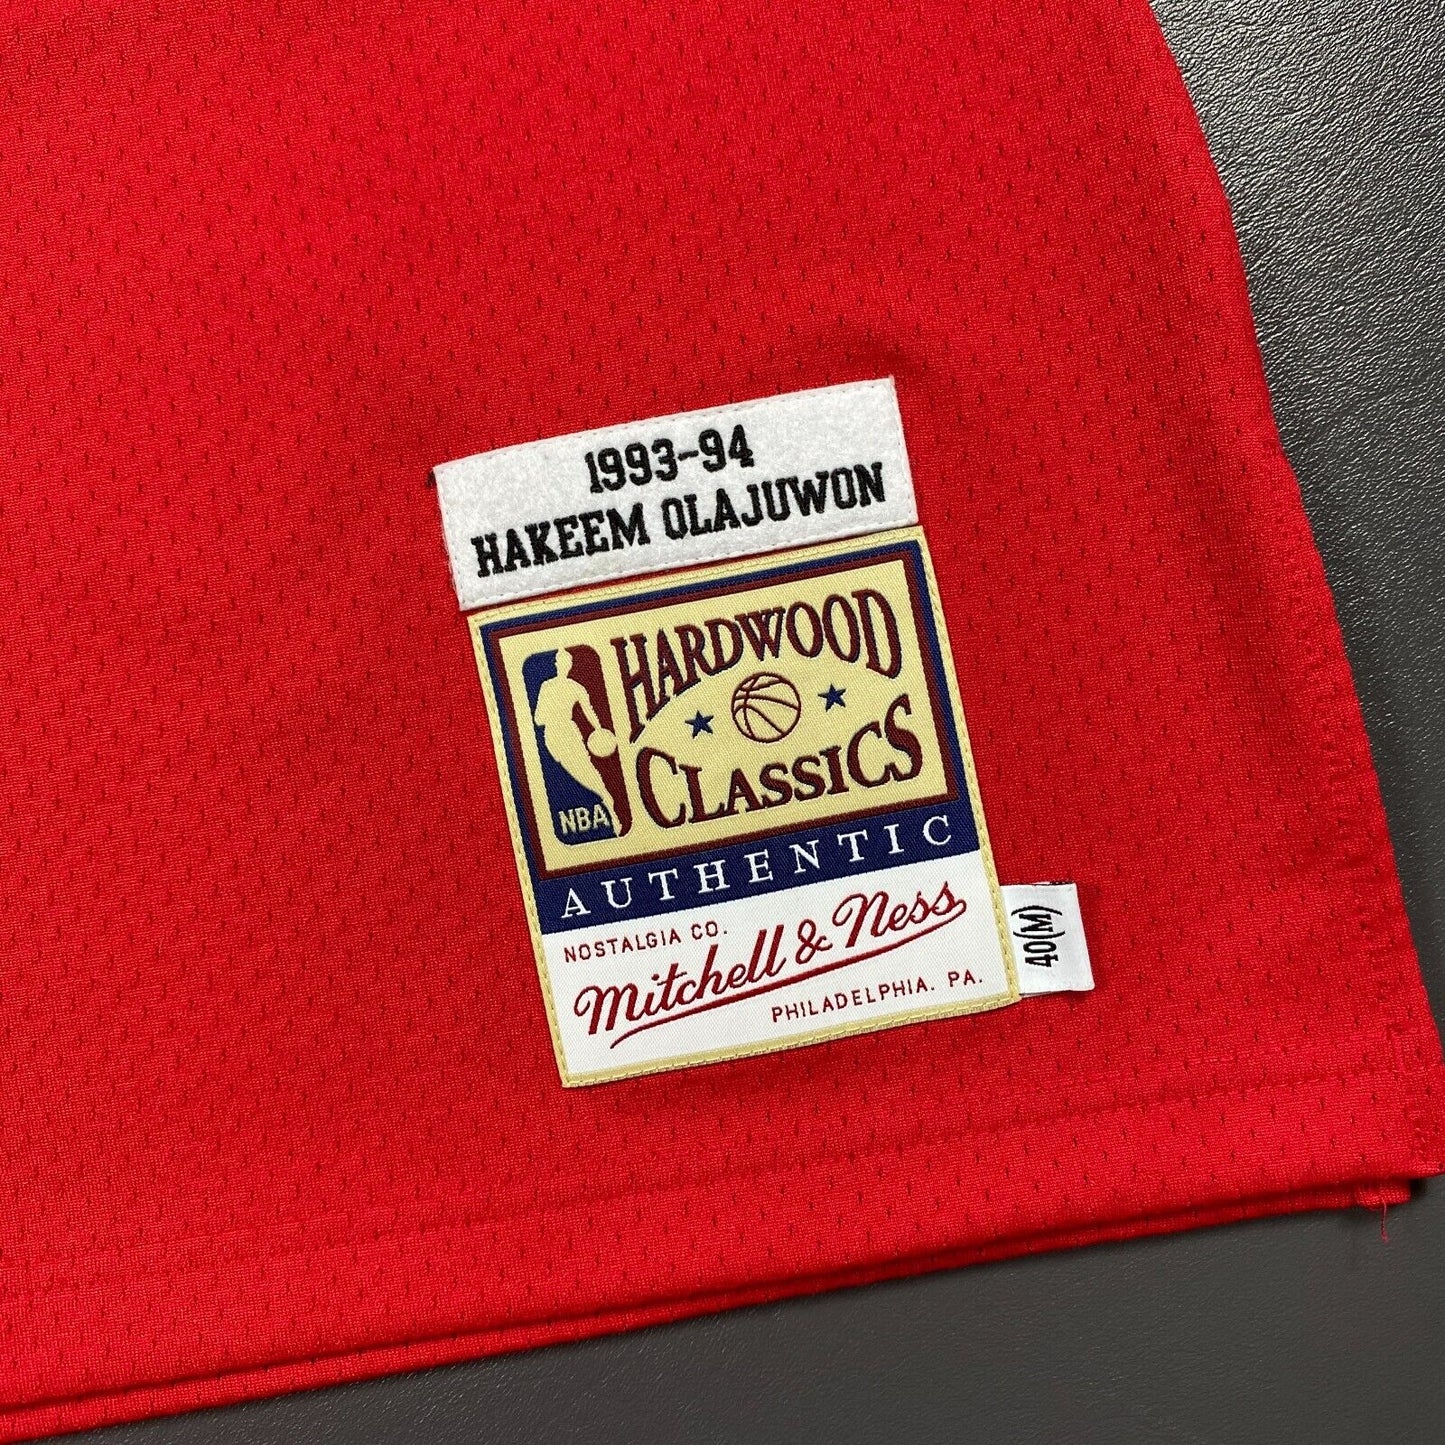 1993-94
HAKEEM OLAJUWON
HARDWOOD
CLASSICS
NBA
AUTHENTIC
NOSTALGIA CO.
Mitchell & Ness
PHILADELPHIA. PA.
40(M)